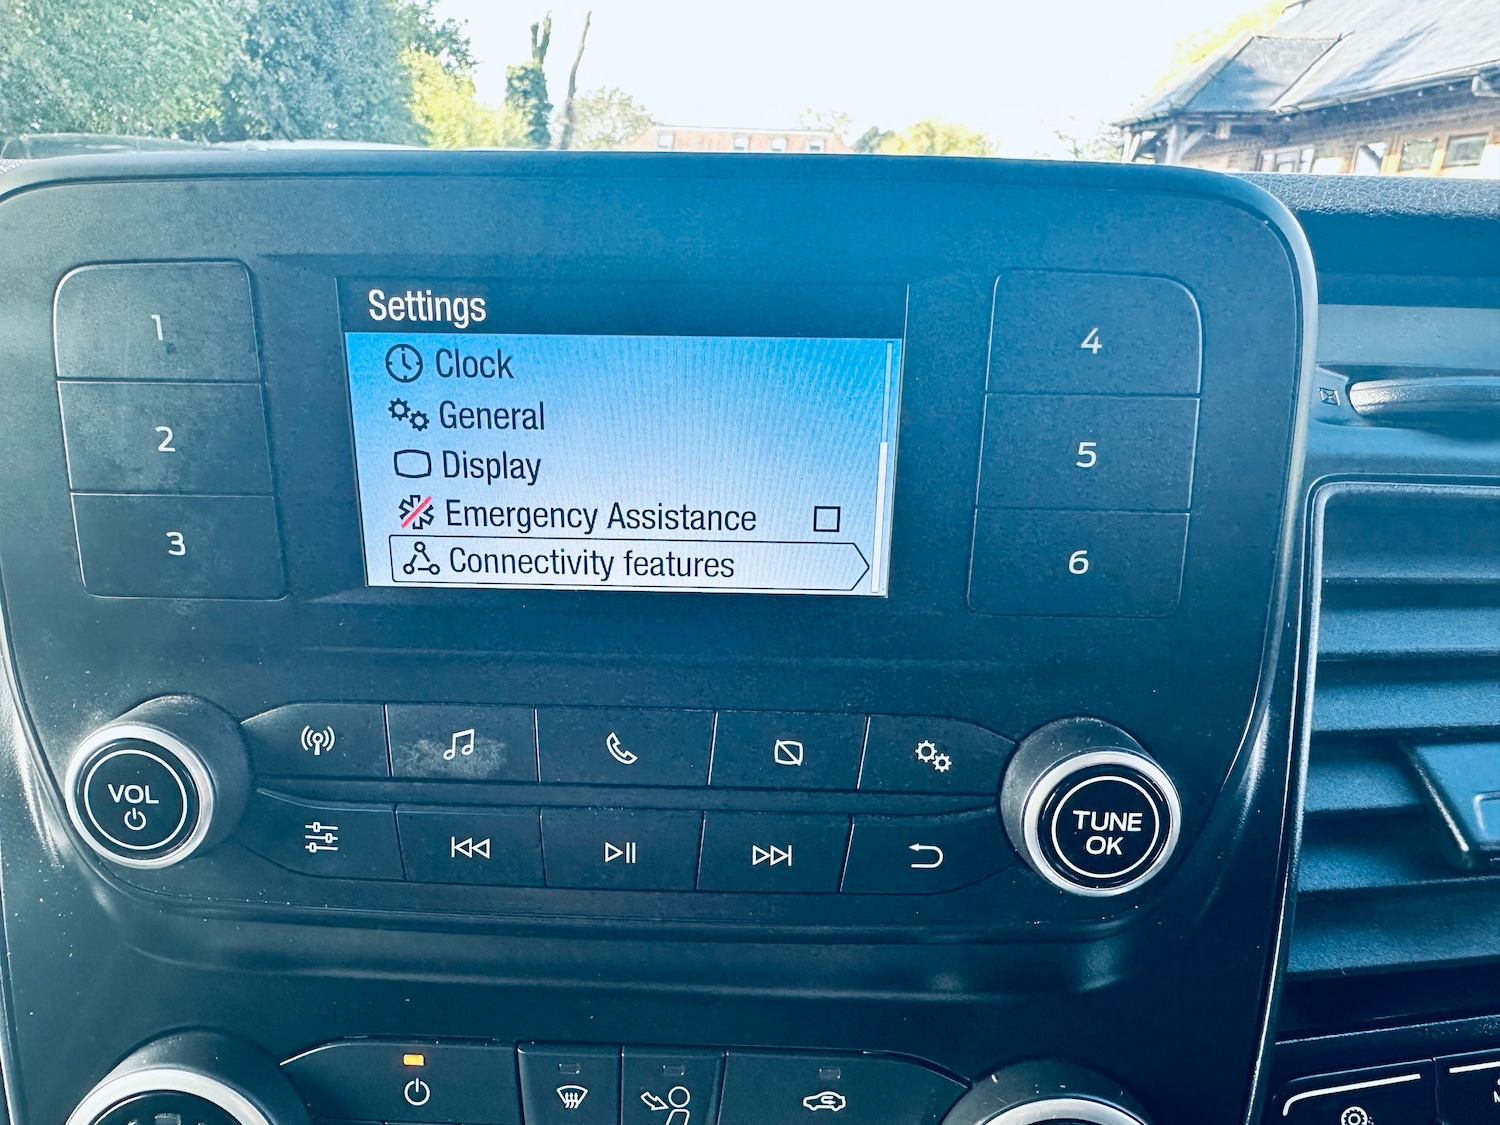 Settings
Clock
General
Display
Emergency Assistance
Connectivity features
1
2
3
4
5
6
VOL
TUNE
OK